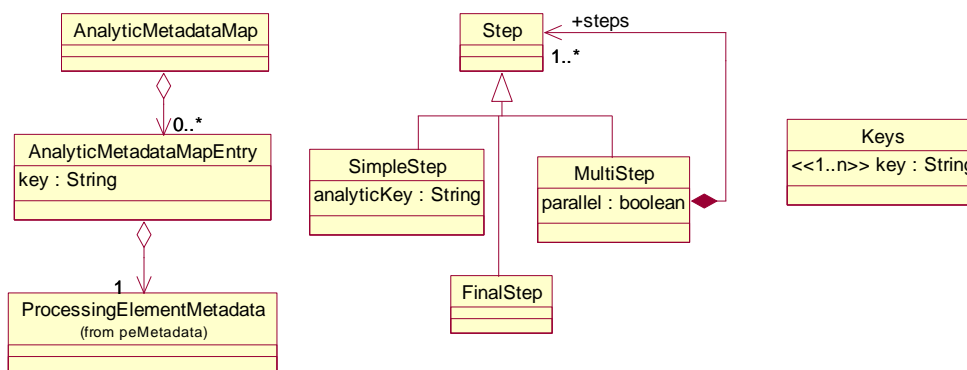 AnalyticMetadataMap
0..*
AnalyticMetadataMapEntry
key : String
1
ProcessingElementMetadata
(from peMetadata)
Step
+steps
1..*
SimpleStep
analyticKey : String
MultiStep
parallel : boolean
FinalStep
Keys
<<1..n>> key : String